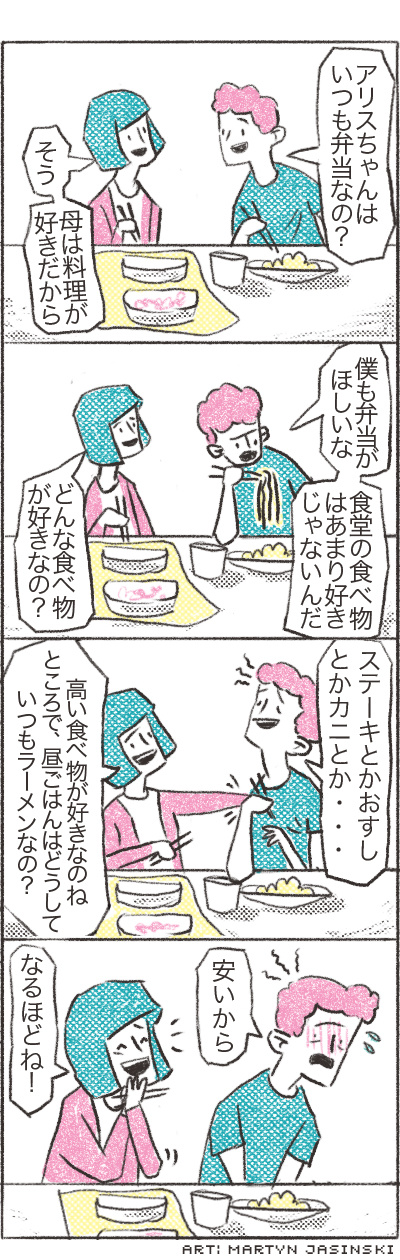 アリスちゃんは
いつも弁当なの?
そう
母は料理が
好きだから
僕も弁当が
ほしいな
食堂の食べ物
はあまり好き
じゃないんだ
どんな食べ物
が好きなの?
ステーキとかおすし
とかカニとか・・・
高い食べ物が好きなのね
ところで、昼ごはんはどうして
いつもラーメンなの?
安いから
なるほどね!
ART: MARTYN JASINSKI